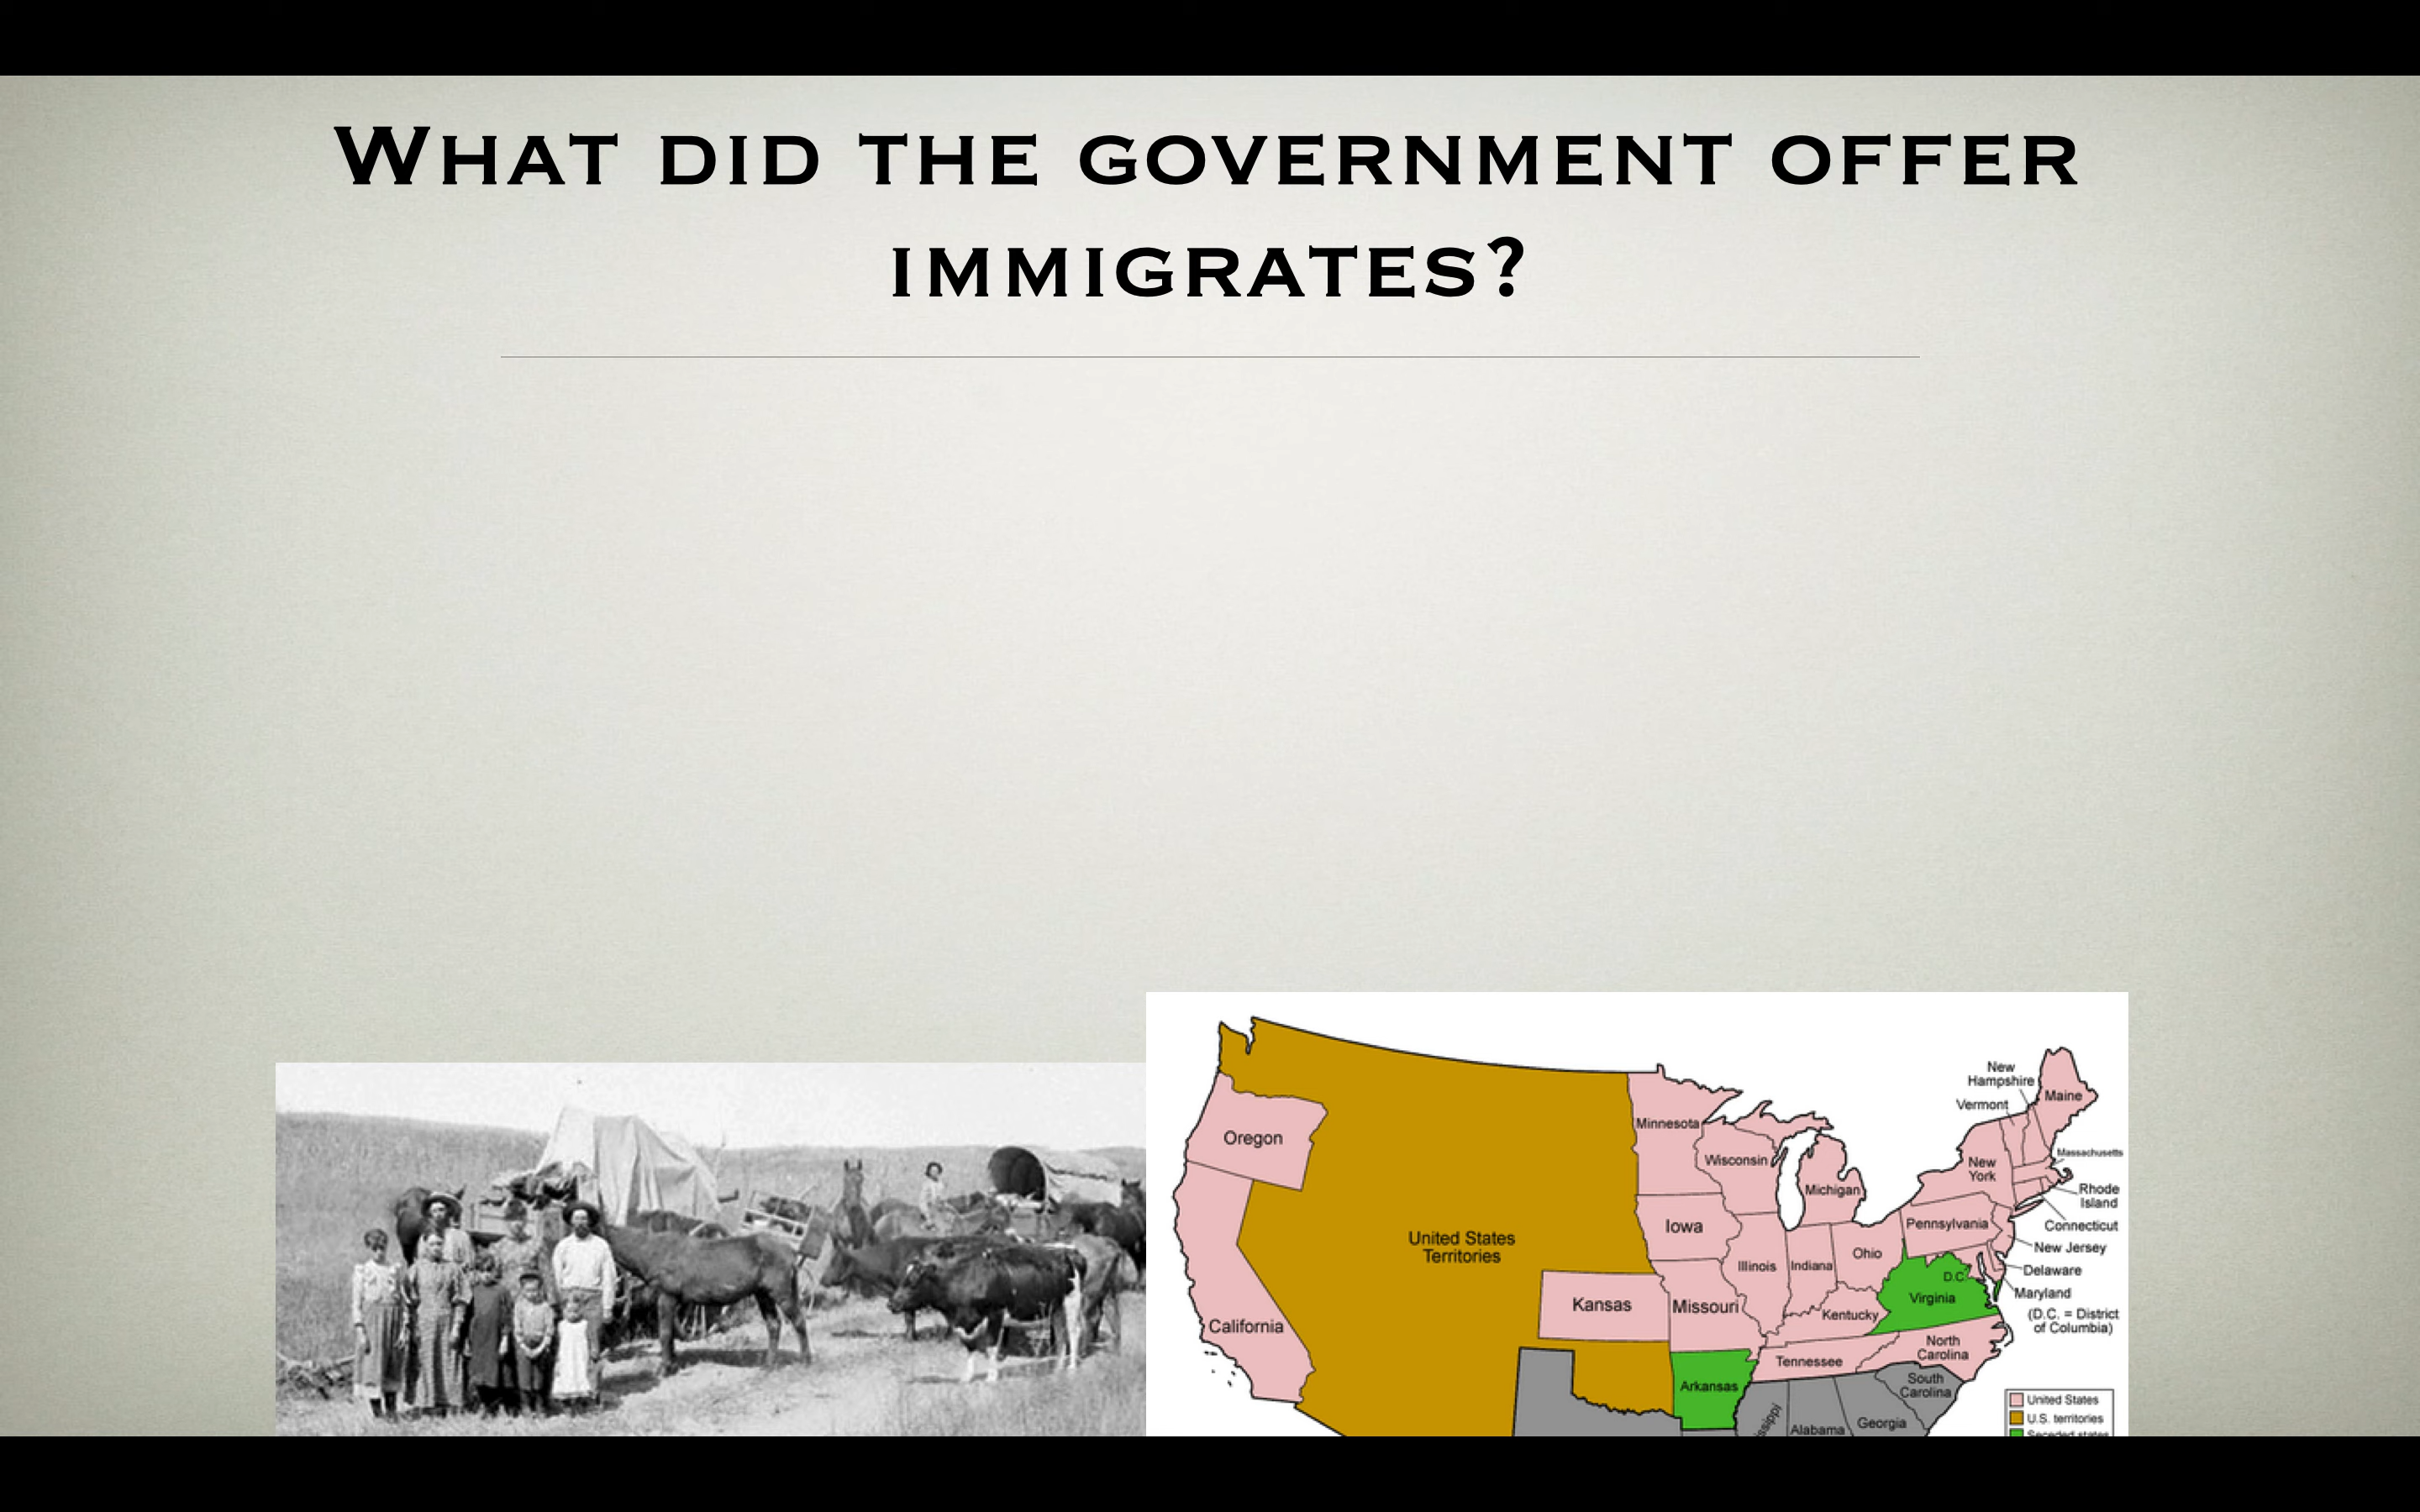 What did the government offer
immigrates?
New
Hampshire
Vermont
Maine
Massachusetts
Rhode
Island
Connecticut
New Jersey
Delaware
Maryland
(D.C. = District
of Columbia)
Oregon
California
United States
Territories
Minnesota
Wisconsin
Michigan
New
York
Iowa
Pennsylvania
Illinois
Indiana
Ohio
D.C.
Virginia
Kansas
Missouri
Kentucky
North
Carolina
Tennessee
Arkansas
South
Carolina
Alabama
Georgia
United States
U.S. territories
Seceded states